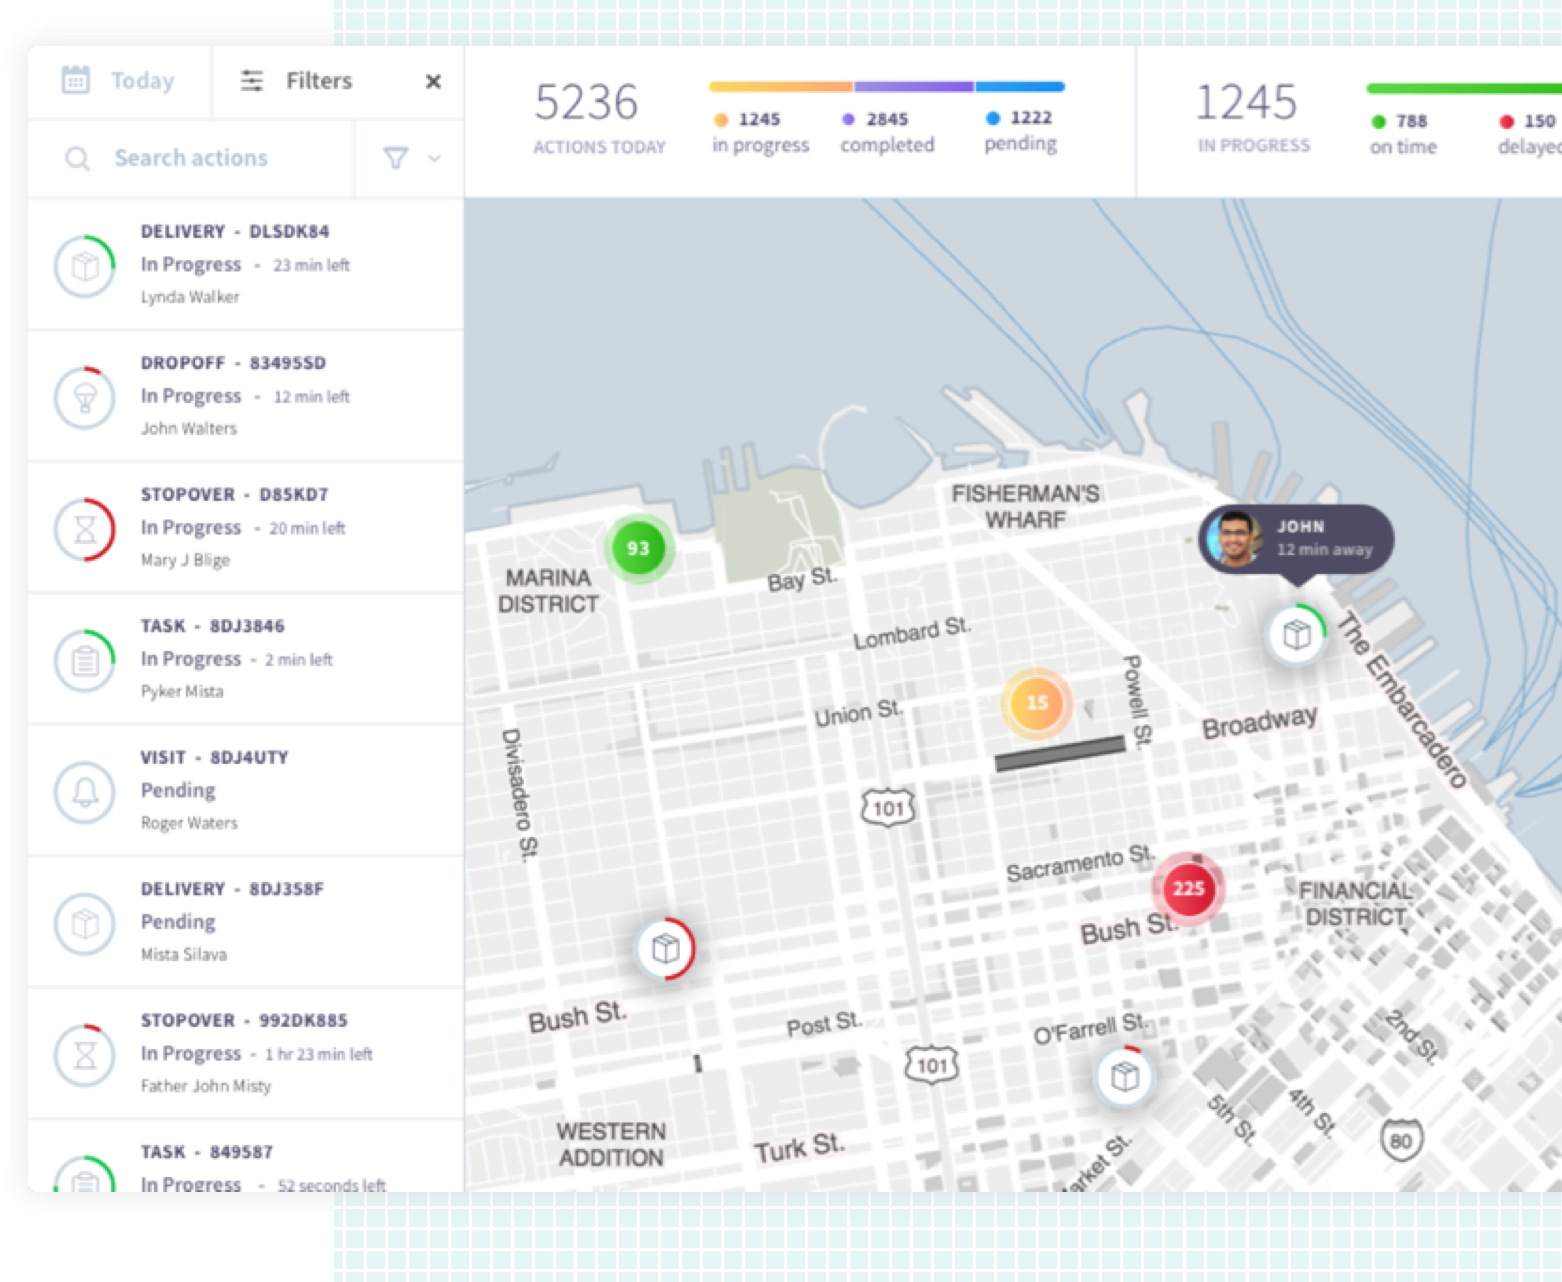 Today
Filters
Search actions
5236
ACTIONS TODAY
1245
in progress
2845
completed
1222
pending
1245
IN PROGRESS
788
on time
150
delayed
DELIVERY - DLSDK84
In Progress - 23 min left
Lynda Walker
DROPOFF - 83495SD
In Progress - 12 min left
John Walters
STOPOVER - D85KD7
In Progress - 20 min left
Mary J Blige
TASK - 8DJ3846
In Progress - 2 min left
Pyker Mista
VISIT - 8DJ4UTY
Pending
Roger Waters
DELIVERY - 8DJ358F
Pending
Mista Silava
STOPOVER - 992DK885
In Progress - 1 hr 23 min left
Father John Misty
TASK - 849587
In Progress - 52 seconds left
FISHERMAN'S
WHARF
JOHN
12 min away
93
MARINA
DISTRICT
Bay St.
Lombard St.
The Embarcadero
15
Powell St.
Union St.
Broadway
Divisadero St.
101
Sacramento St.
225
FINANCIAL
DISTRICT
Bush St.
Bush St.
Post St.
O'Farrell St.
2nd St.
101
5th St.
4th St.
80
WESTERN
ADDITION
Turk St.
arket St.